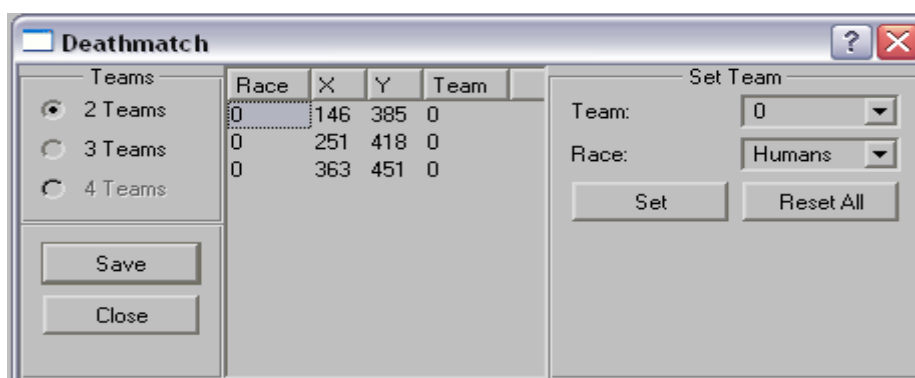 Deathmatch
?
Teams
2 Teams
3 Teams
4 Teams
Save
Close
Race X Y Team
0 146 385 0
0 251 418 0
0 363 451 0
Set Team
Team: 0
Race: Humans
Set Reset All